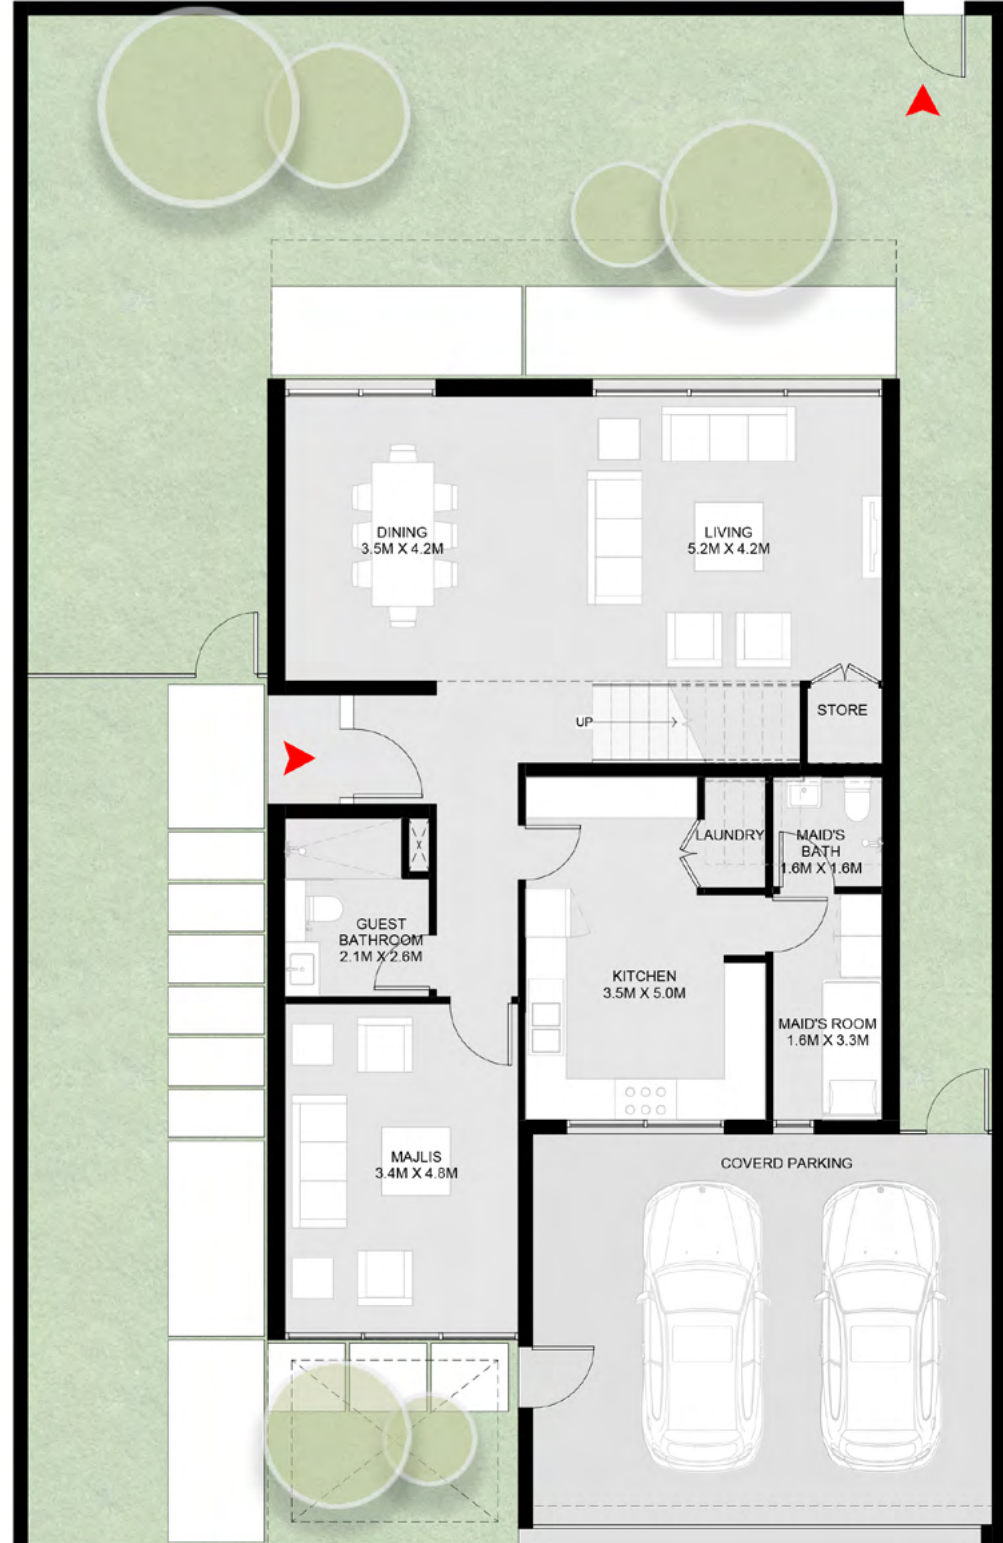 DINING
3.5M X 4.2M
LIVING
5.2M X 4.2M
STORE
UP
LAUNDRY
MAID'S
BATH
1.6M X 1.6M
GUEST
BATHROOM
2.1M X 2.6M
KITCHEN
3.5M X 5.0M
MAID'S ROOM
1.6M X 3.3M
MAJLIS
3.4M X 4.8M
COVERD PARKING